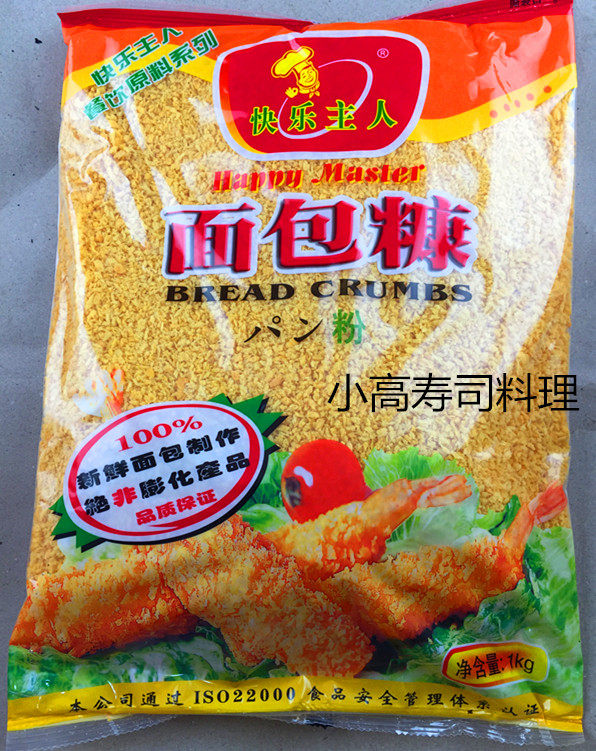 快乐主人
餐饮原料系列
快乐主人
®
Happy Master
面包糠
BREAD CRUMBS
パン粉
小高寿司料理
100%
新鲜面包制作
绝非膨化產品
品质保证
净含量:1kg
本公司通过ISO22000食品安全管理体系认证